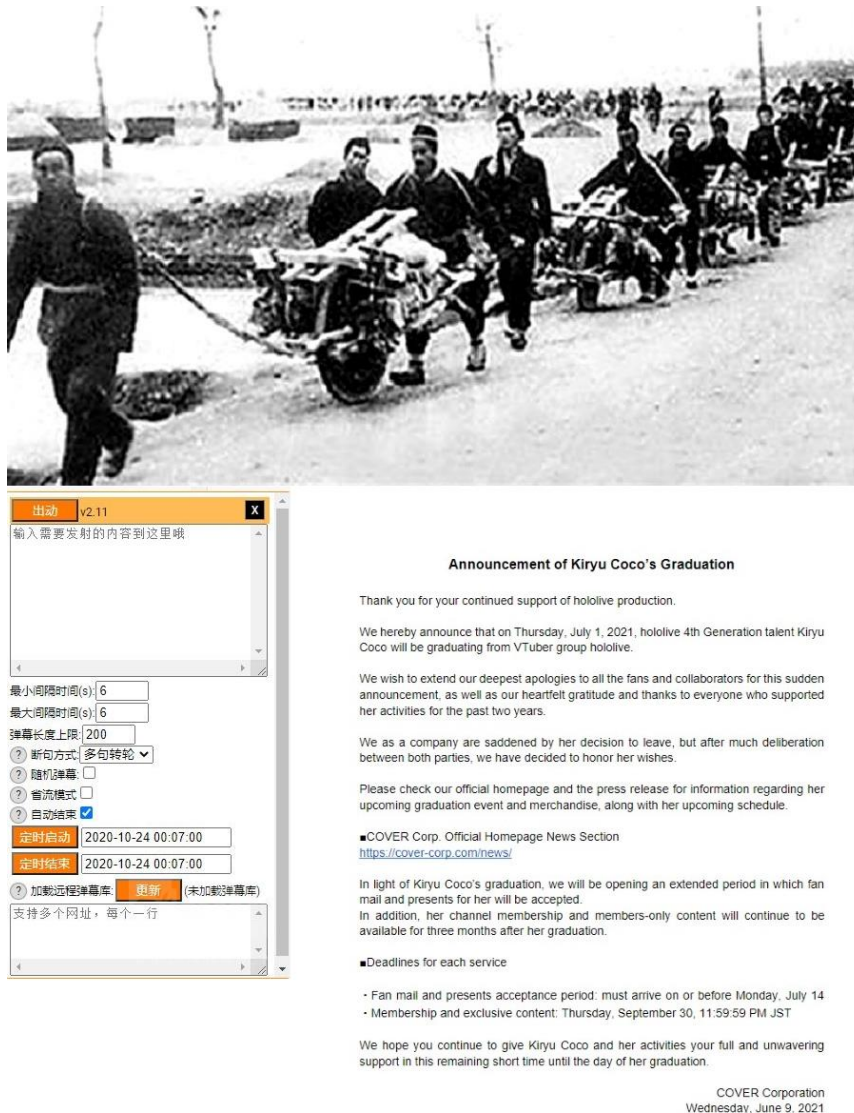 出动 v2.11 X
输入需要发射的内容到这里哦
最小间隔时间(s): 6
最大间隔时间(s): 6
弹幕长度上限: 200
? 断句方式: 多句转轮
? 随机弹幕:
? 省流模式
? 自动结束
定时启动 2020-10-24 00:07:00
定时结束 2020-10-24 00:07:00
? 加载远程弹幕库: 更新 (未加载弹幕库)
支持多个网址，每个一行
Announcement of Kiryu Coco's Graduation
Thank you for your continued support of hololive production.
We hereby announce that on Thursday, July 1, 2021, hololive 4th Generation talent Kiryu
Coco will be graduating from VTuber group hololive.
We wish to extend our deepest apologies to all the fans and collaborators for this sudden
announcement, as well as our heartfelt gratitude and thanks to everyone who supported
her activities for the past two years.
We as a company are saddened by her decision to leave, but after much deliberation
between both parties, we have decided to honor her wishes.
Please check our official homepage and the press release for information regarding her
upcoming graduation event and merchandise, along with her upcoming schedule.
■COVER Corp. Official Homepage News Section
https://cover-corp.com/news/
In light of Kiryu Coco's graduation, we will be opening an extended period in which fan
mail and presents for her will be accepted.
In addition, her channel membership and members-only content will continue to be
available for three months after her graduation.
■Deadlines for each service
・Fan mail and presents acceptance period: must arrive on or before Monday, July 14
・Membership and exclusive content: Thursday, September 30, 11:59:59 PM JST
We hope you continue to give Kiryu Coco and her activities your full and unwavering
support in this remaining short time until the day of her graduation.
COVER Corporation
Wednesday, June 9, 2021